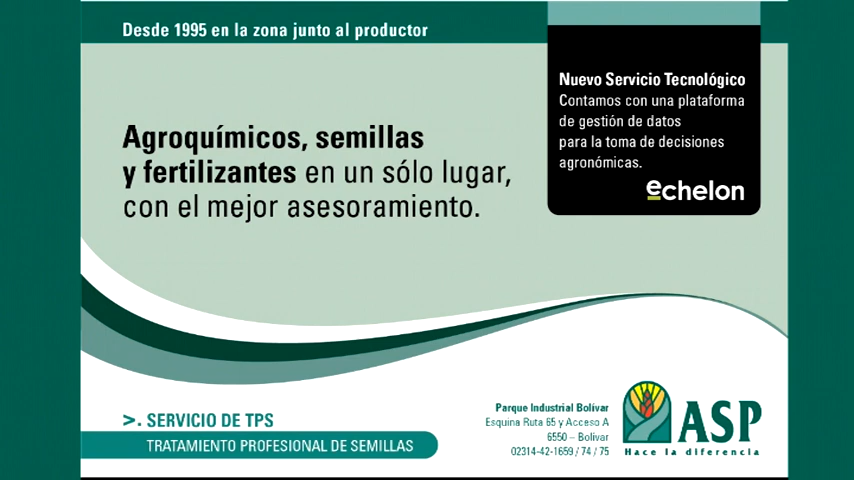 Desde 1995 en la zona junto al productor
Nuevo Servicio Tecnológico
Contamos con una plataforma
de gestión de datos
para la toma de decisiones
agronómicas.
echelon
Agroquímicos, semillas
y fertilizantes en un sólo lugar,
con el mejor asesoramiento.
>. SERVICIO DE TPS
TRATAMIENTO PROFESIONAL DE SEMILLAS
Parque Industrial Bolívar
Esquina Ruta 65 y Acceso A
6550 – Bolívar
02314-42-1659 / 74 / 75
ASP
Hace la diferencia